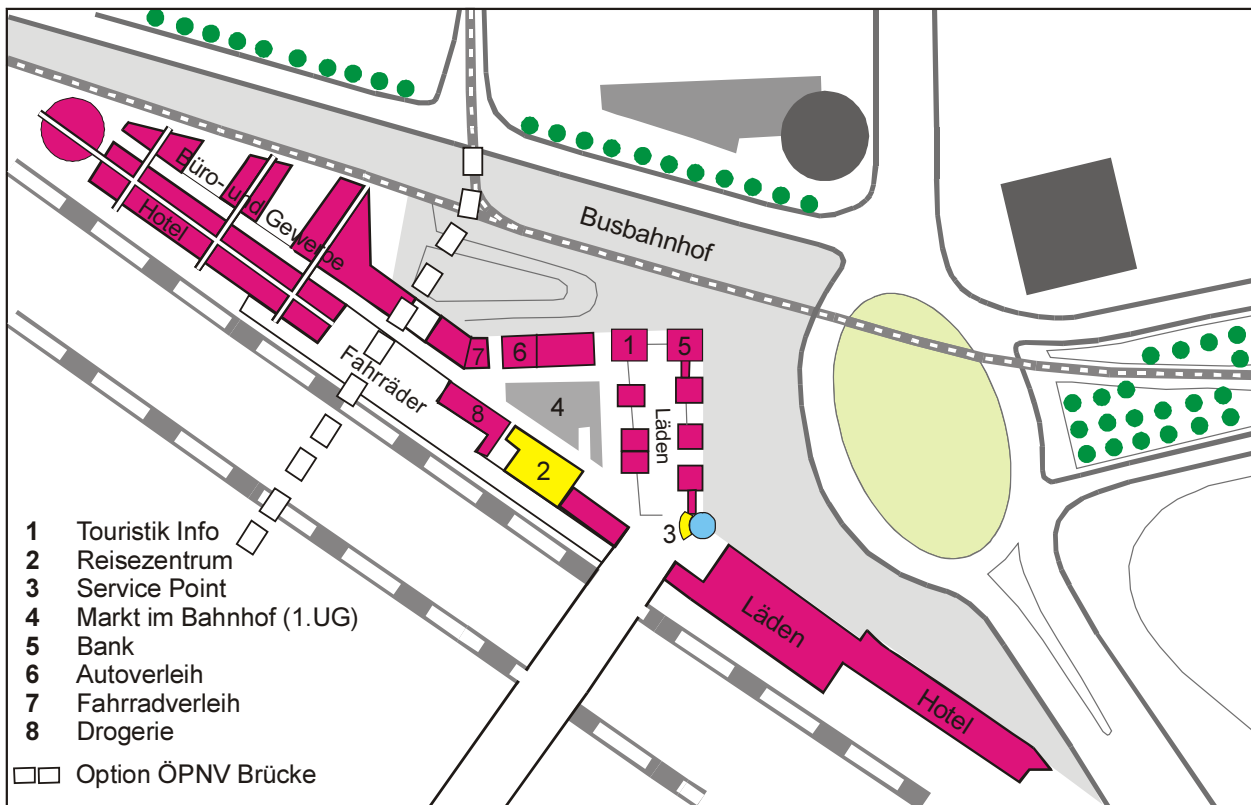 Büro- und Gewerbe
Hotel
Busbahnhof
Fahrräder
7
6
1
5
4
8
2
Läden
3
Läden
Hotel
1 Touristik Info
2 Reisezentrum
3 Service Point
4 Markt im Bahnhof (1.UG)
5 Bank
6 Autoverleih
7 Fahrradverleih
8 Drogerie
Option ÖPNV Brücke